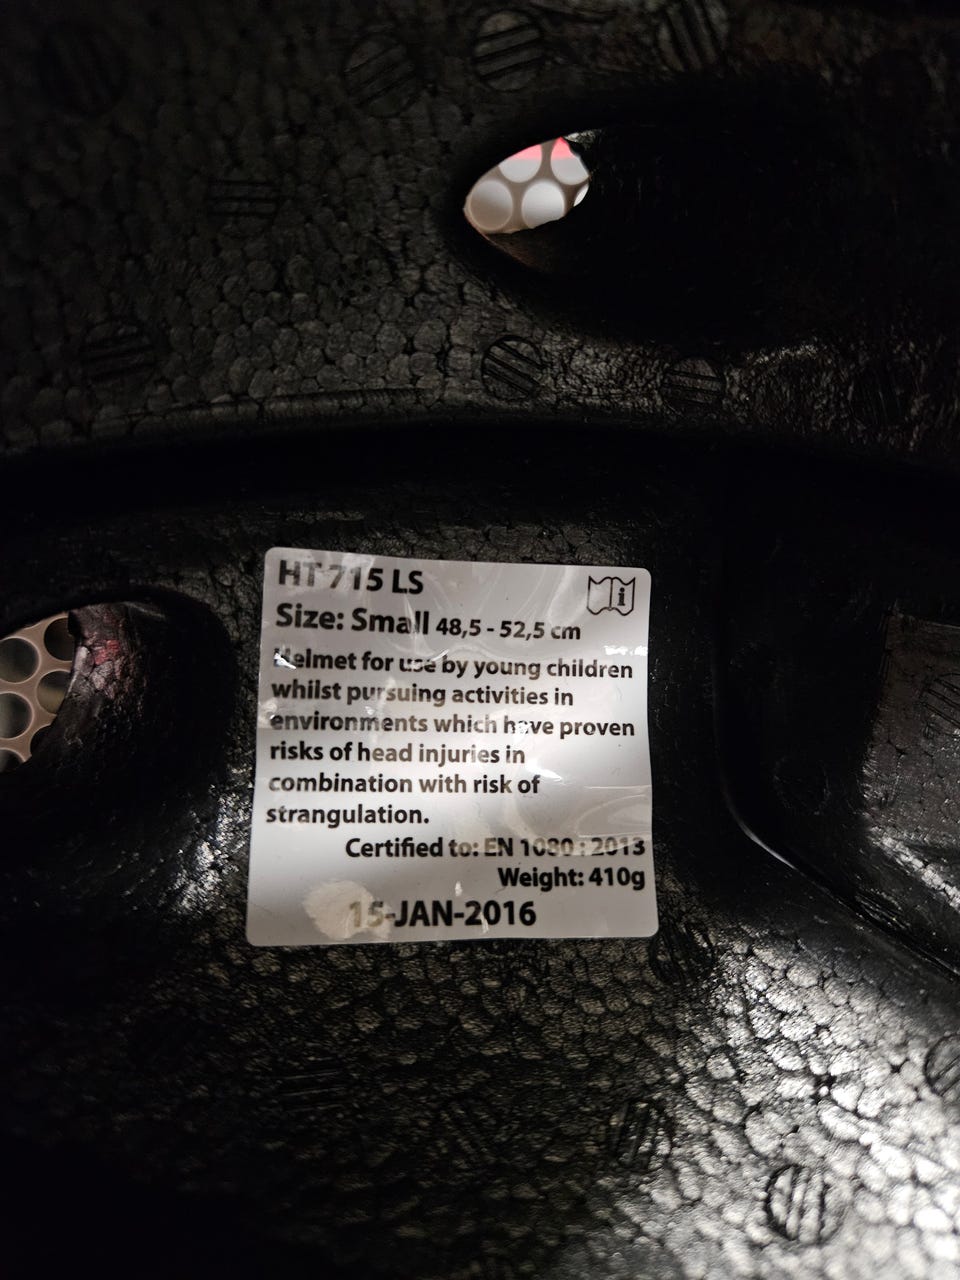 HT 715 LS
Size: Small 48,5 - 52,5 cm
Helmet for use by young children
whilst pursuing activities in
environments which have proven
risks of head injuries in
combination with risk of
strangulation.
Certified to: EN 1080 : 2013
Weight: 410g
15-JAN-2016